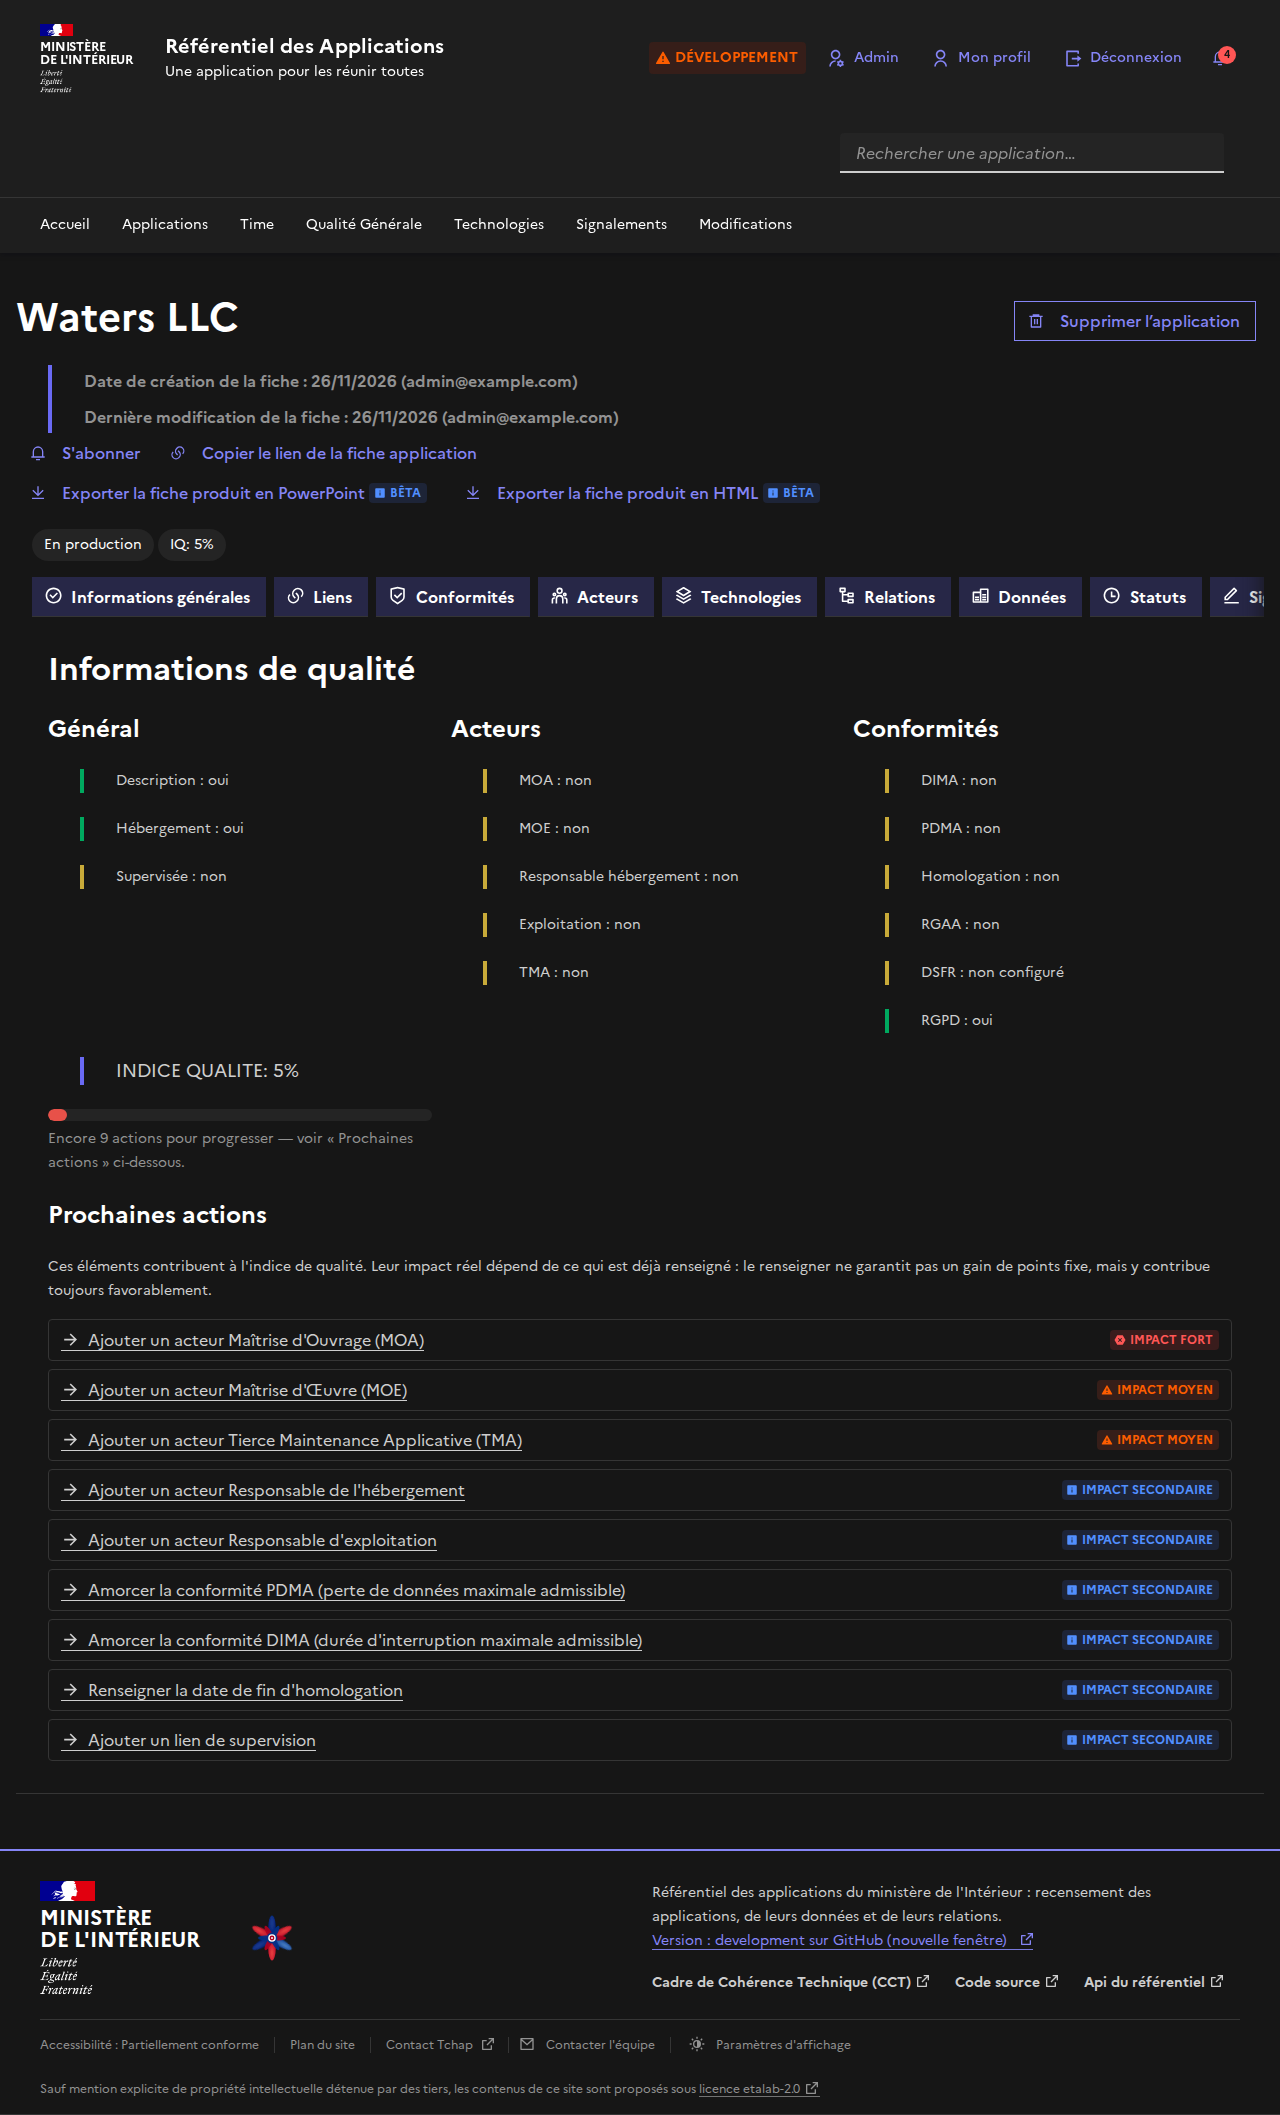 MINISTÈRE
DE L'INTÉRIEUR
Liberté
Égalité
Fraternité
Référentiel des Applications
Une application pour les réunir toutes
DÉVELOPPEMENT
Admin
Mon profil
Déconnexion
4
Rechercher une application...
Accueil
Applications
Time
Qualité Générale
Technologies
Signalements
Modifications
Waters LLC
Supprimer l’application
Date de création de la fiche : 26/11/2026 (admin@example.com)
Dernière modification de la fiche : 26/11/2026 (admin@example.com)
S'abonner
Copier le lien de la fiche application
Exporter la fiche produit en PowerPoint BÊTA
Exporter la fiche produit en HTML BÊTA
En production
IQ: 5%
Informations générales
Liens
Conformités
Acteurs
Technologies
Relations
Données
Statuts
Informations de qualité
Général
Description : oui
Hébergement : oui
Supervisée : non
Acteurs
MOA : non
MOE : non
Responsable hébergement : non
Exploitation : non
TMA : non
Conformités
DIMA : non
PDMA : non
Homologation : non
RGAA : non
DSFR : non configuré
RGPD : oui
INDICE QUALITE: 5%
Encore 9 actions pour progresser — voir « Prochaines
actions » ci-dessous.
Prochaines actions
Ces éléments contribuent à l'indice de qualité. Leur impact réel dépend de ce qui est déjà renseigné : le renseigner ne garantit pas un gain de points fixe, mais y contribue
toujours favorablement.
Ajouter un acteur Maîtrise d'Ouvrage (MOA)
IMPACT FORT
Ajouter un acteur Maîtrise d'Œuvre (MOE)
IMPACT MOYEN
Ajouter un acteur Tierce Maintenance Applicative (TMA)
IMPACT MOYEN
Ajouter un acteur Responsable de l'hébergement
IMPACT SECONDAIRE
Ajouter un acteur Responsable d'exploitation
IMPACT SECONDAIRE
Amorcer la conformité PDMA (perte de données maximale admissible)
IMPACT SECONDAIRE
Amorcer la conformité DIMA (durée d'interruption maximale admissible)
IMPACT SECONDAIRE
Renseigner la date de fin d'homologation
IMPACT SECONDAIRE
Ajouter un lien de supervision
IMPACT SECONDAIRE
MINISTÈRE
DE L'INTÉRIEUR
Liberté
Égalité
Fraternité
Référentiel des applications du ministère de l'Intérieur : recensement des
applications, de leurs données et de leurs relations.
Version : development sur GitHub (nouvelle fenêtre)
Cadre de Cohérence Technique (CCT)
Code source
Api du référentiel
Accessibilité : Partiellement conforme
Plan du site
Contact Tchap
Contacter l'équipe
Paramètres d'affichage
Sauf mention explicite de propriété intellectuelle détenue par des tiers, les contenus de ce site sont proposés sous licence etalab-2.0